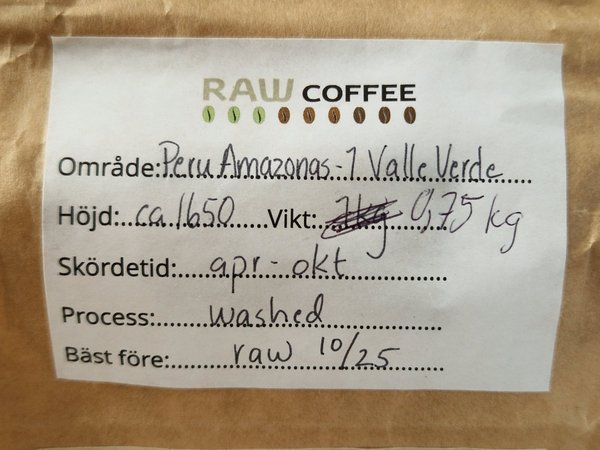 RAW COFFEE
Område: Peru Amazonas-1 Valle Verde
Höjd: ca 1650 Vikt: 1kg 0,75 kg
Skördetid: apr - okt
Process: washed
Bäst före: raw 10/25